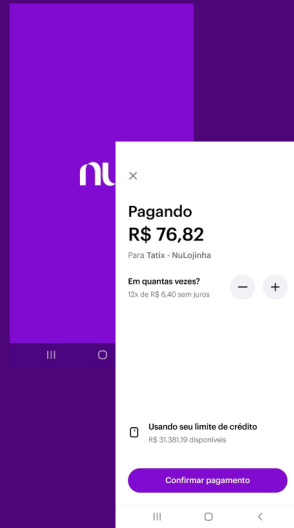 nu
Pagando
R$ 76,82
Para Tatix - NuLojinha
Em quantas vezes?
12x de R$ 6,40 sem juros
Usando seu limite de crédito
R$ 31.381,19 disponíveis
Confirmar pagamento